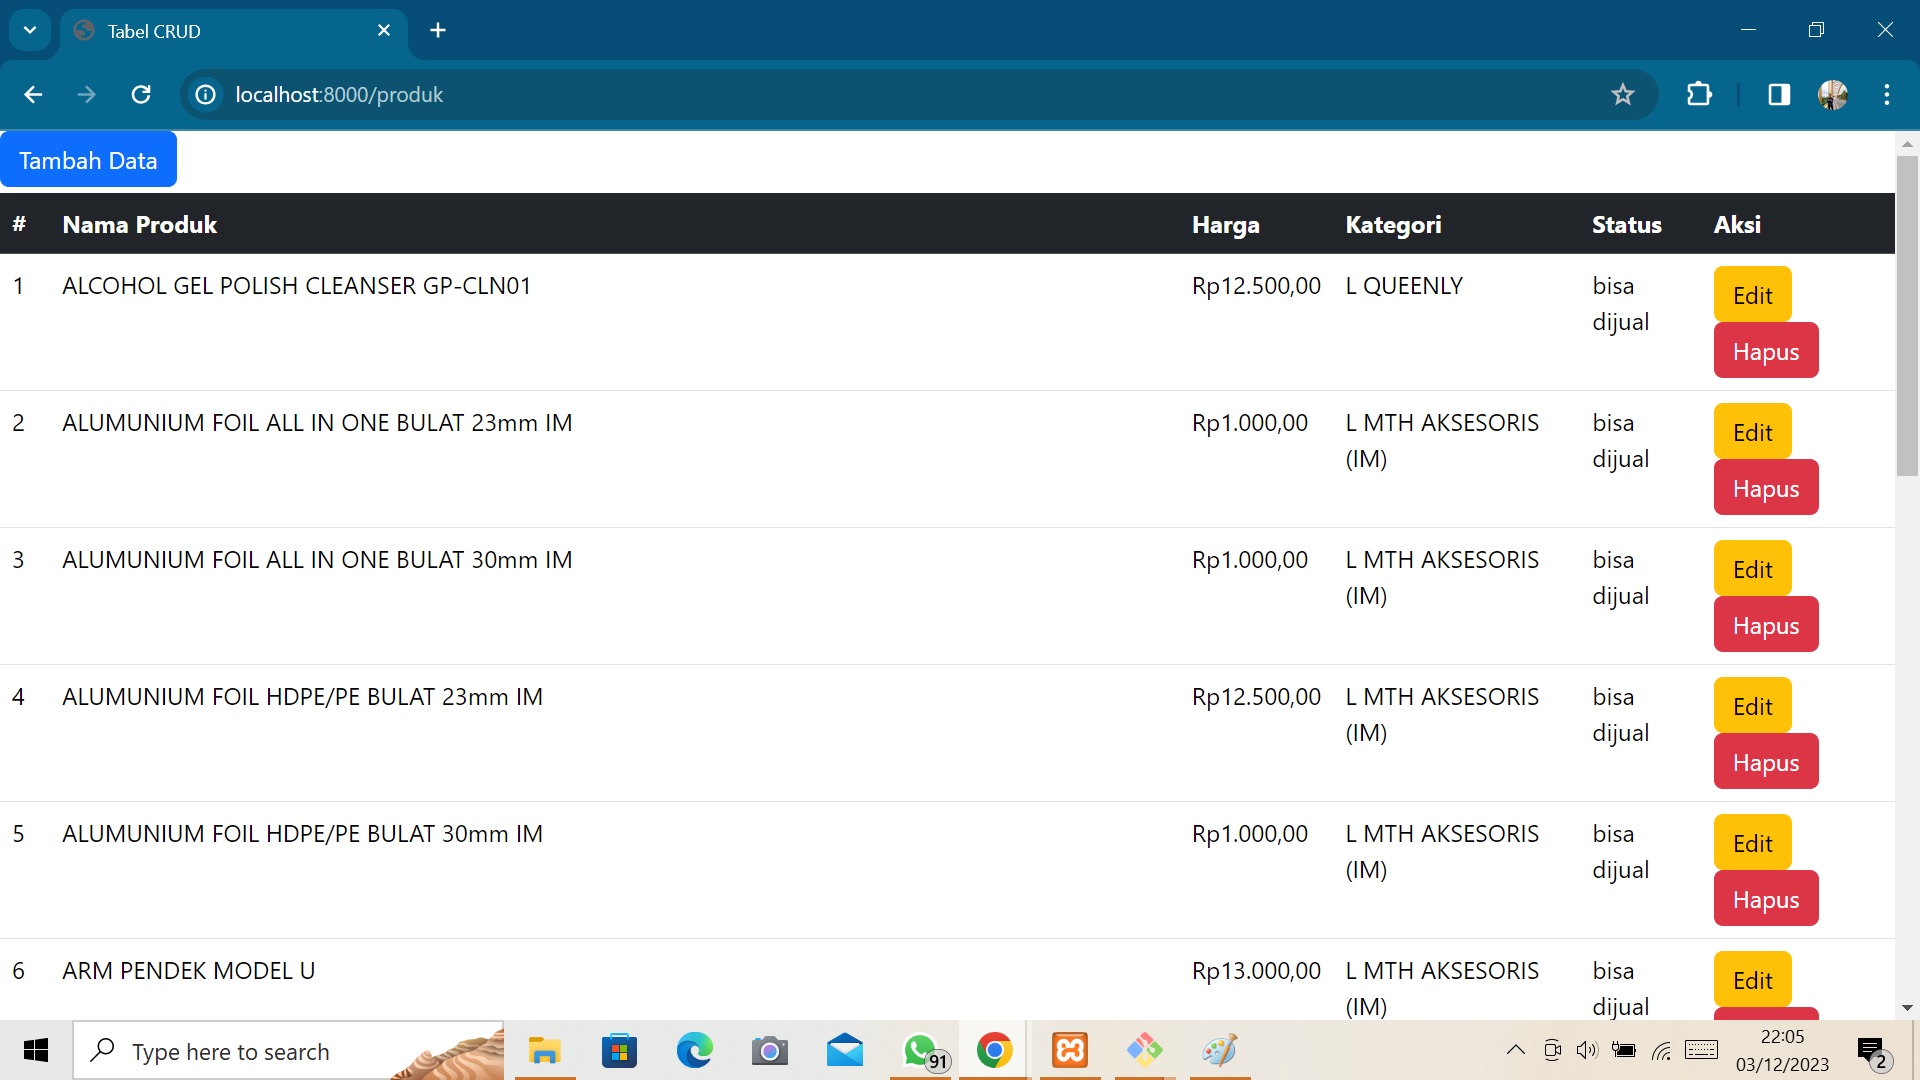 Tabel CRUD
localhost:8000/produk
Tambah Data
# Nama Produk Harga Kategori Status Aksi
1 ALCOHOL GEL POLISH CLEANSER GP-CLN01 Rp12.500,00 L QUEENLY bisa Edit
dijual
Hapus
2 ALUMUNIUM FOIL ALL IN ONE BULAT 23mm IM Rp1.000,00 L MTH AKSESORIS bisa Edit
(IM) dijual
Hapus
3 ALUMUNIUM FOIL ALL IN ONE BULAT 30mm IM Rp1.000,00 L MTH AKSESORIS bisa Edit
(IM) dijual
Hapus
4 ALUMUNIUM FOIL HDPE/PE BULAT 23mm IM Rp12.500,00 L MTH AKSESORIS bisa Edit
(IM) dijual
Hapus
5 ALUMUNIUM FOIL HDPE/PE BULAT 30mm IM Rp1.000,00 L MTH AKSESORIS bisa Edit
(IM) dijual
Hapus
6 ARM PENDEK MODEL U Rp13.000,00 L MTH AKSESORIS bisa Edit
(IM) dijual
Type here to search
91
22:05
03/12/2023
2